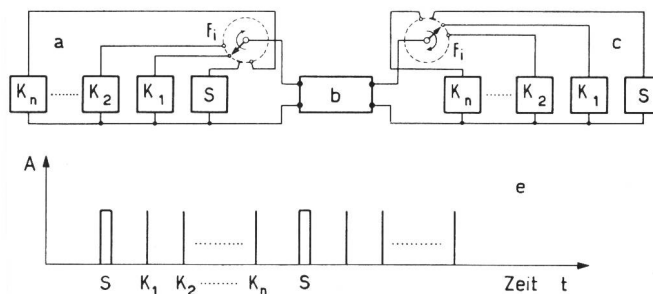 a F_i F_i c
K_n ........ K_2 K_1 S b K_n ........ K_2 K_1 S
A e
S K_1 K_2 ........ K_n S Zeit t